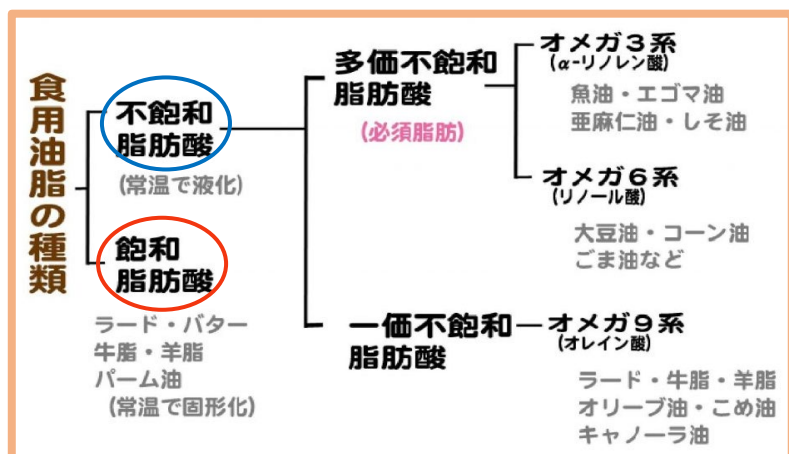 食用油脂の種類
不飽和
脂肪酸
(常温で液化)
飽和
脂肪酸
ラード・バター
牛脂・羊脂
パーム油
(常温で固形化)
多価不飽和
脂肪酸
(必須脂肪)
オメガ3系
(α-リノレン酸)
魚油・エゴマ油
亜麻仁油・しそ油
オメガ6系
(リノール酸)
大豆油・コーン油
ごま油など
一価不飽和
脂肪酸
オメガ9系
(オレイン酸)
ラード・牛脂・羊脂
オリーブ油・こめ油
キャノーラ油